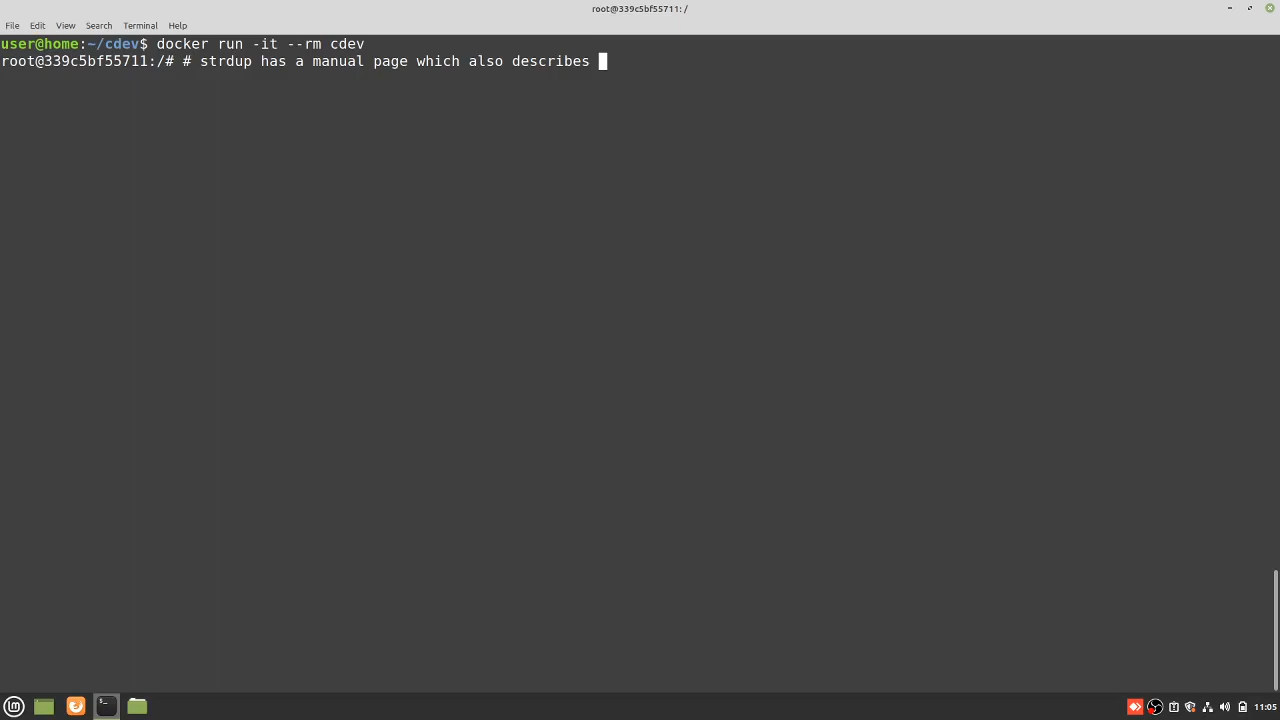 root@339c5bf55711: /
File Edit View Search Terminal Help
user@home:~/cdev$ docker run -it --rm cdev
root@339c5bf55711:/# # strdup has a manual page which also describes
11:05